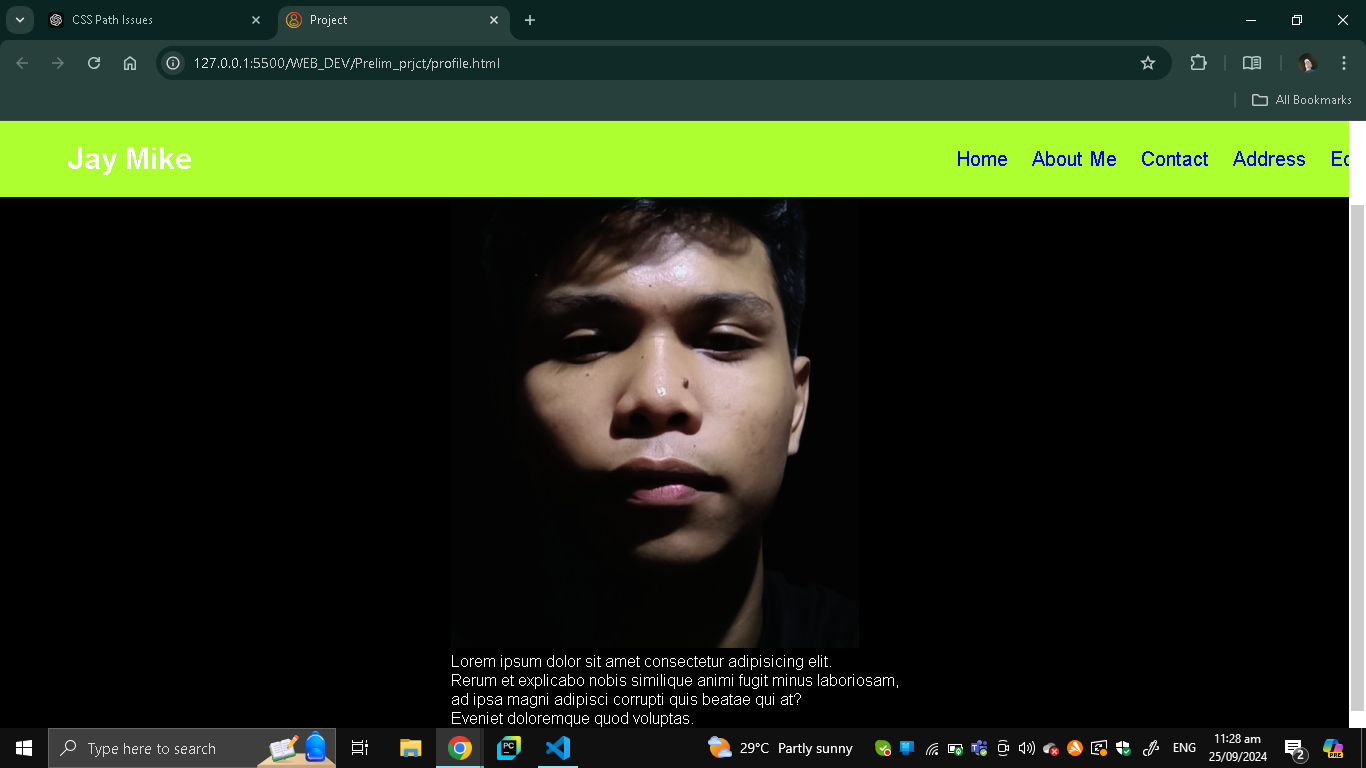 CSS Path Issues
Project
127.0.0.1:5500/WEB_DEV/Prelim_prjct/profile.html
All Bookmarks
Jay Mike
Home About Me Contact Address
Lorem ipsum dolor sit amet consectetur adipisicing elit.
Rerum et explicabo nobis similique animi fugit minus laboriosam,
ad ipsa magni adipisci corrupti quis beatae qui at?
Eveniet doloremque quod voluptas.
Type here to search
PC
29°C Partly sunny
ENG
11:28 am
25/09/2024
2
PRE